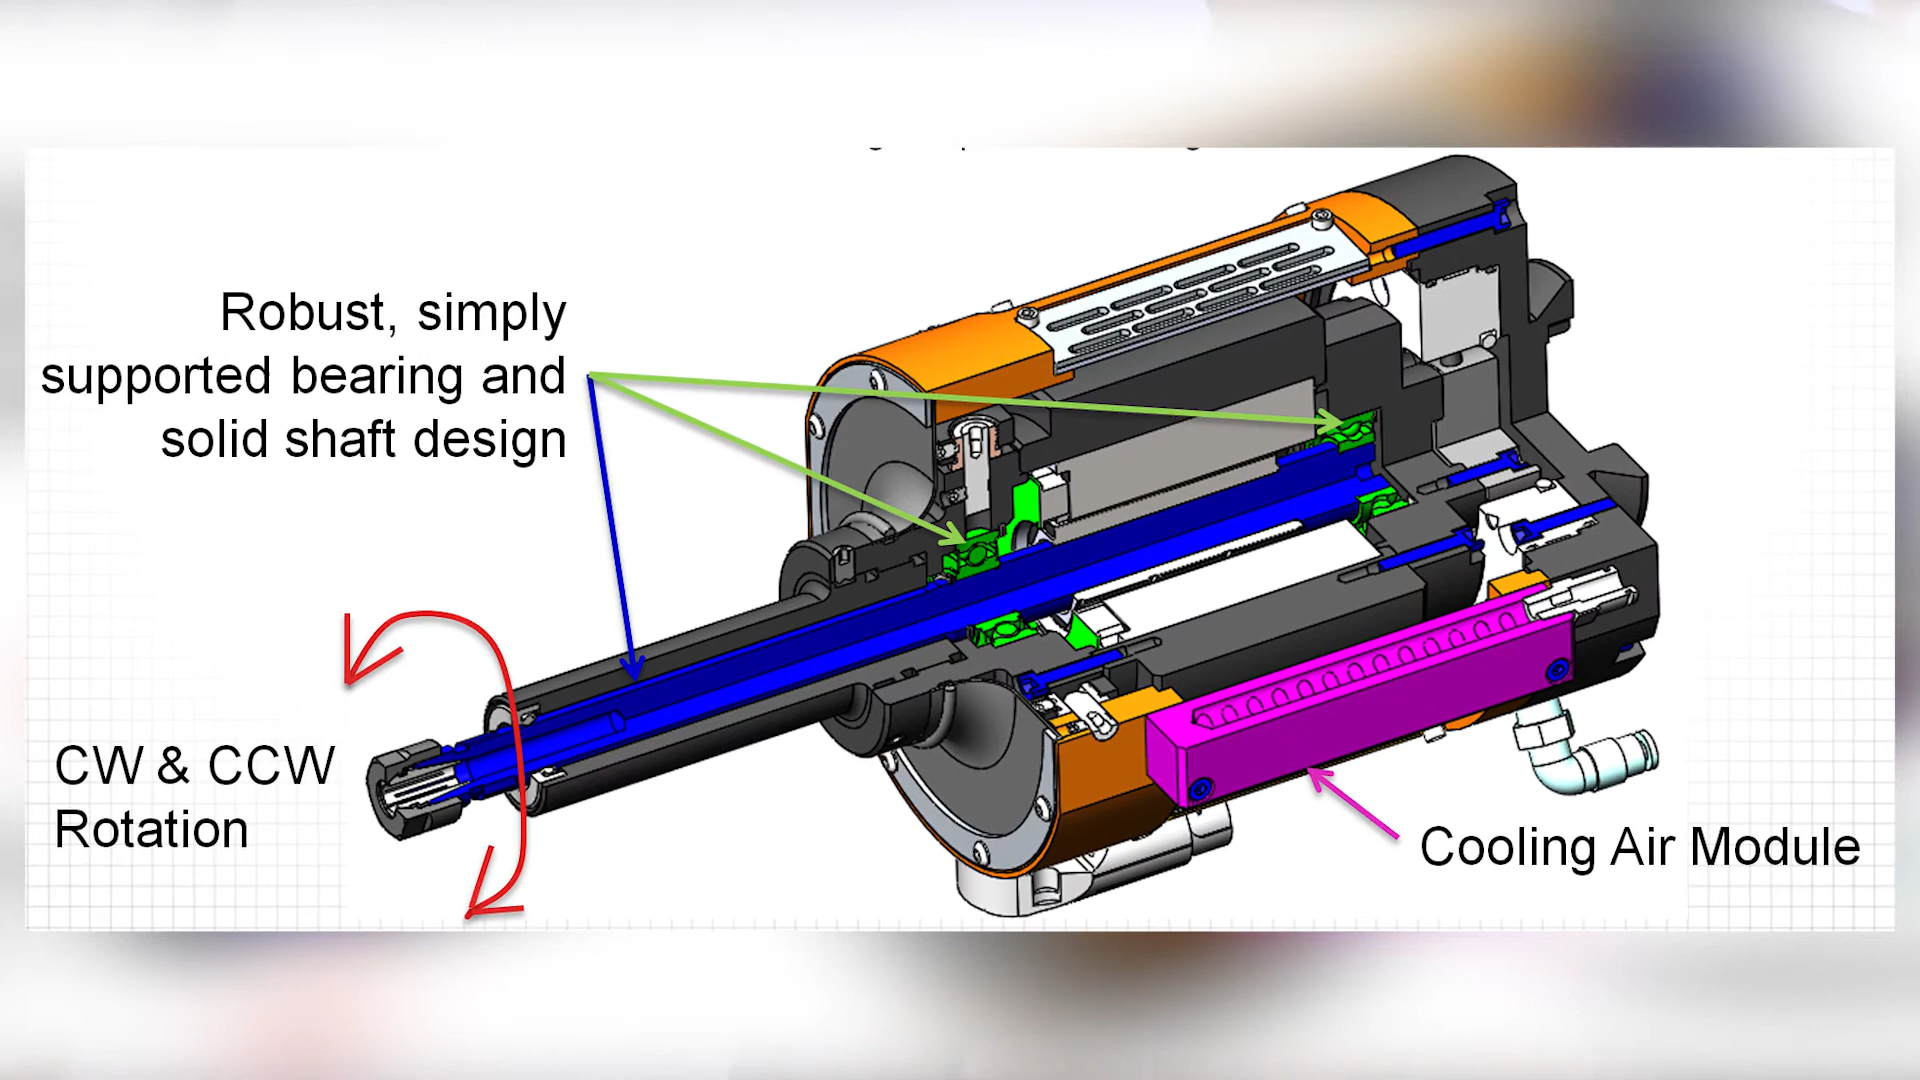 Robust, simply
supported bearing and
solid shaft design
CW & CCW
Rotation
Cooling Air Module